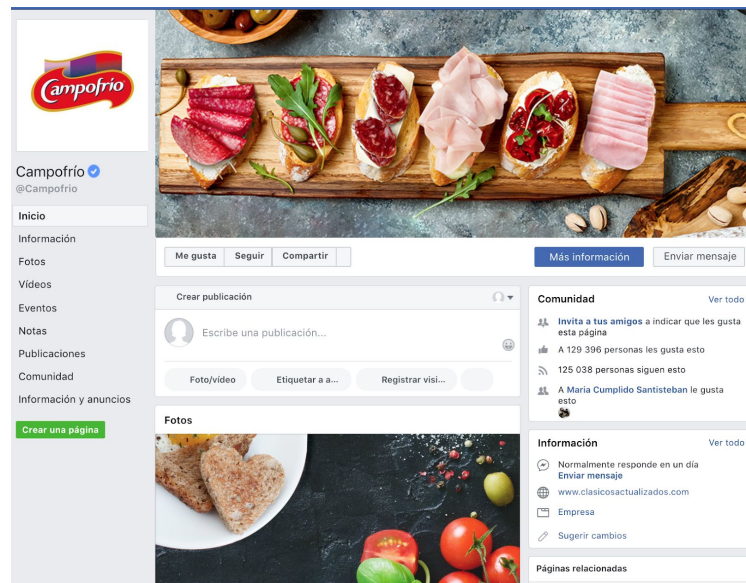 Campofrio
Campofrío
@Campofrio
Inicio
Información
Fotos
Vídeos
Eventos
Notas
Publicaciones
Comunidad
Información y anuncios
Crear una página
Me gusta
Seguir
Compartir
Más información
Enviar mensaje
Crear publicación
Escribe una publicación...
Foto/vídeo
Etiquetar a a...
Registrar visi...
Fotos
Comunidad
Ver todo
Invita a tus amigos a indicar que les gusta
esta página
A 129 396 personas les gusta esto
125 038 personas siguen esto
A Maria Cumplido Santisteban le gusta
esto
Información
Ver todo
Normalmente responde en un día
Enviar mensaje
www.clasicosactualizados.com
Empresa
Sugerir cambios
Páginas relacionadas